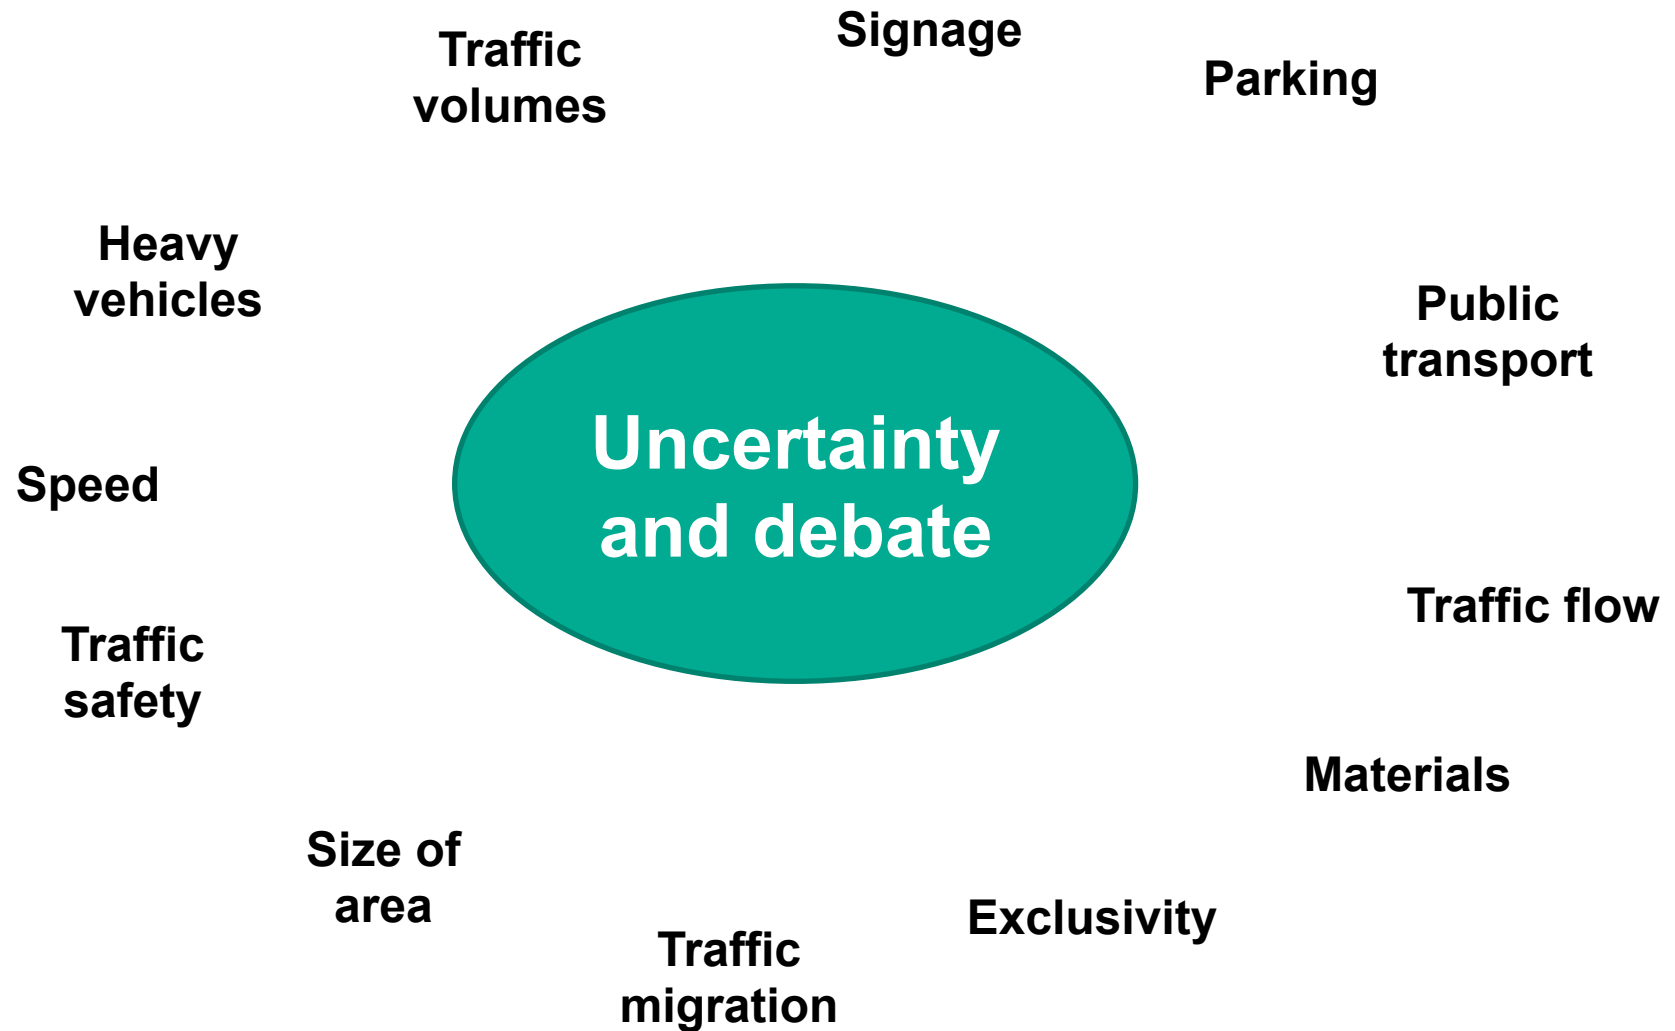 Signage
Traffic
volumes
Parking
Heavy
vehicles
Public
transport
Uncertainty
and debate
Speed
Traffic flow
Traffic
safety
Materials
Size of
area
Exclusivity
Traffic
migration